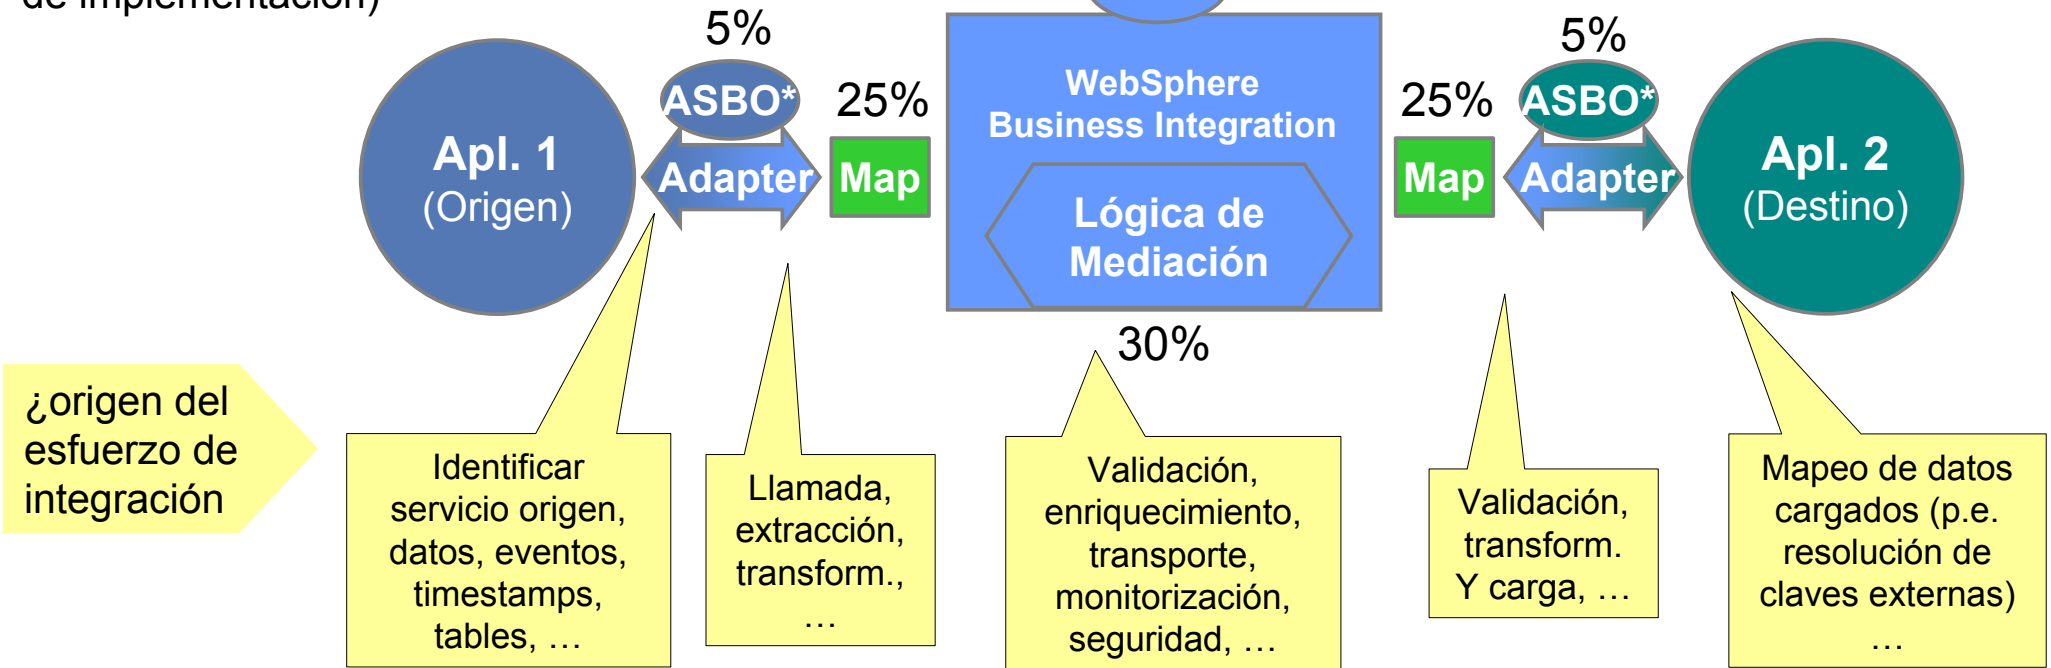 de implementación)
5%
5%
ASBO*
25%
WebSphere
Business Integration
25%
ASBO*
Apl. 1
(Origen)
Adapter
Map
Lógica de
Mediación
Map
Adapter
Apl. 2
(Destino)
30%
¿origen del
esfuerzo de
integración
Identificar
servicio origen,
datos, eventos,
timestamps,
tables, …
Llamada,
extracción,
transform.,
…
Validación,
enriquecimiento,
transporte,
monitorización,
seguridad, …
Validación,
transform.
Y carga, …
Mapeo de datos
cargados (p.e.
resolución de
claves externas)
…